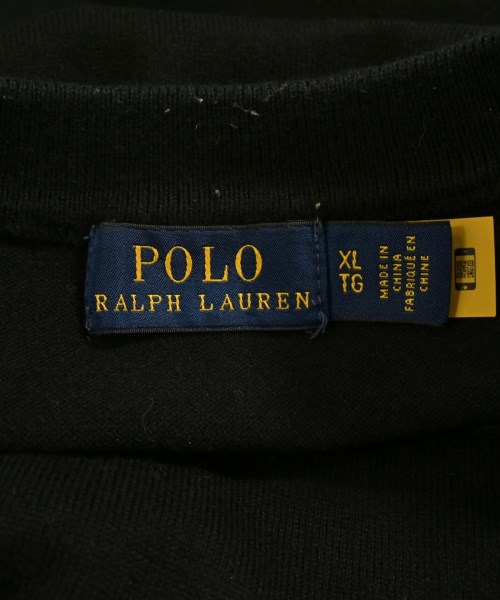 POLO
RALPH LAUREN
XL
TG
MADE IN
CHINA
FABRIQUÉ EN
CHINE